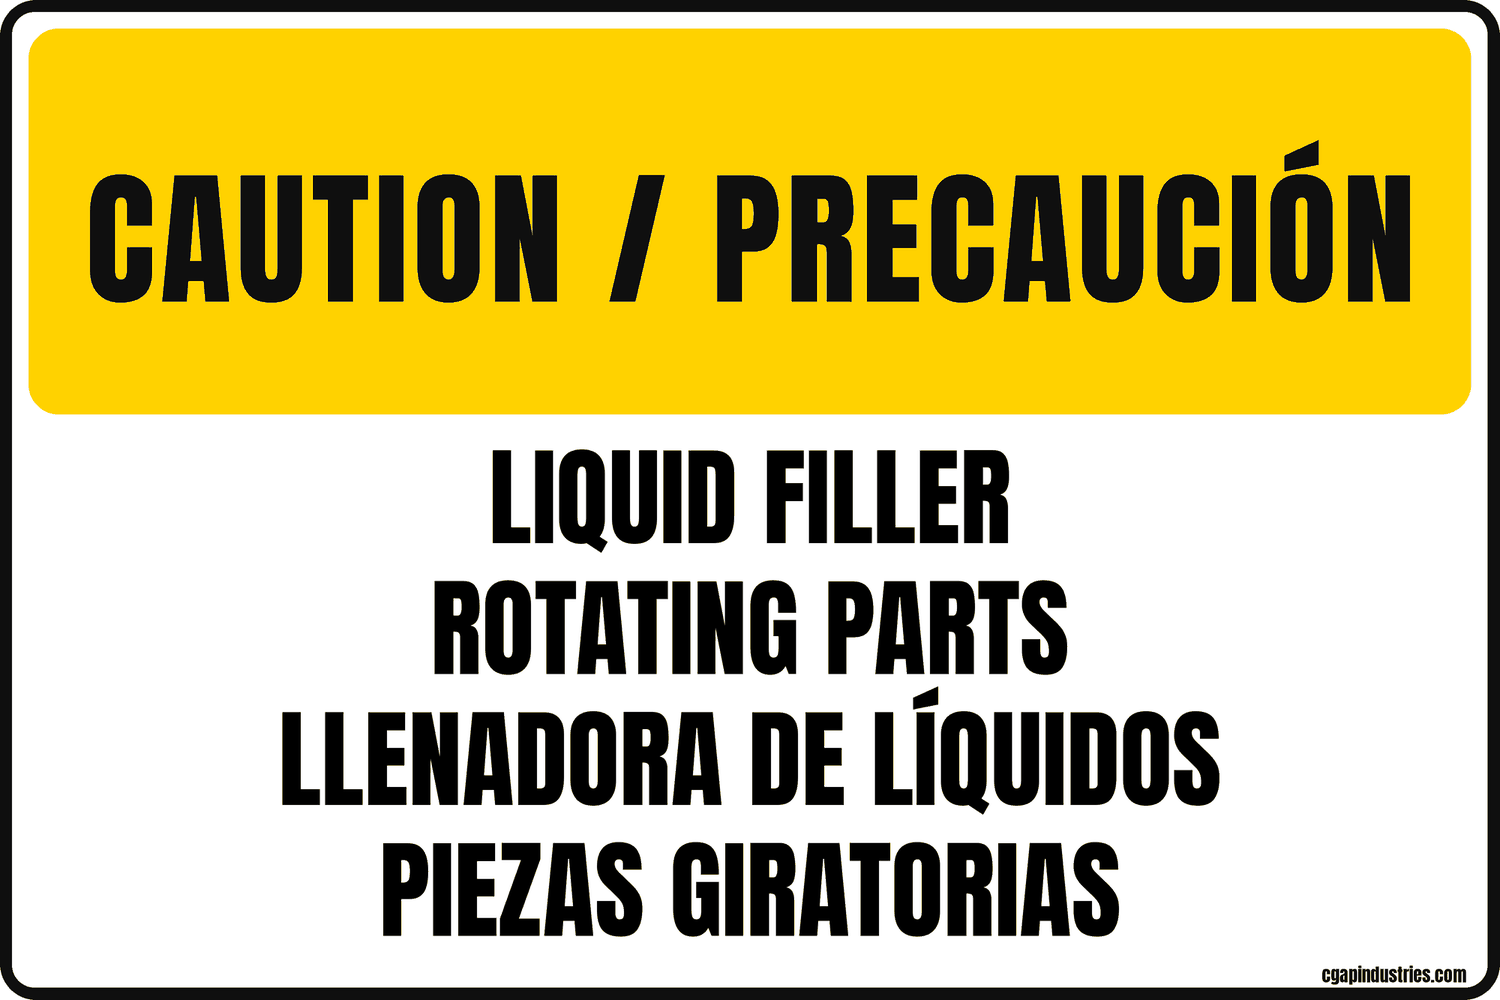 CAUTION / PRECAUCIÓN
LIQUID FILLER
ROTATING PARTS
LLENADORA DE LÍQUIDOS
PIEZAS GIRATORIAS
cgapindustries.com